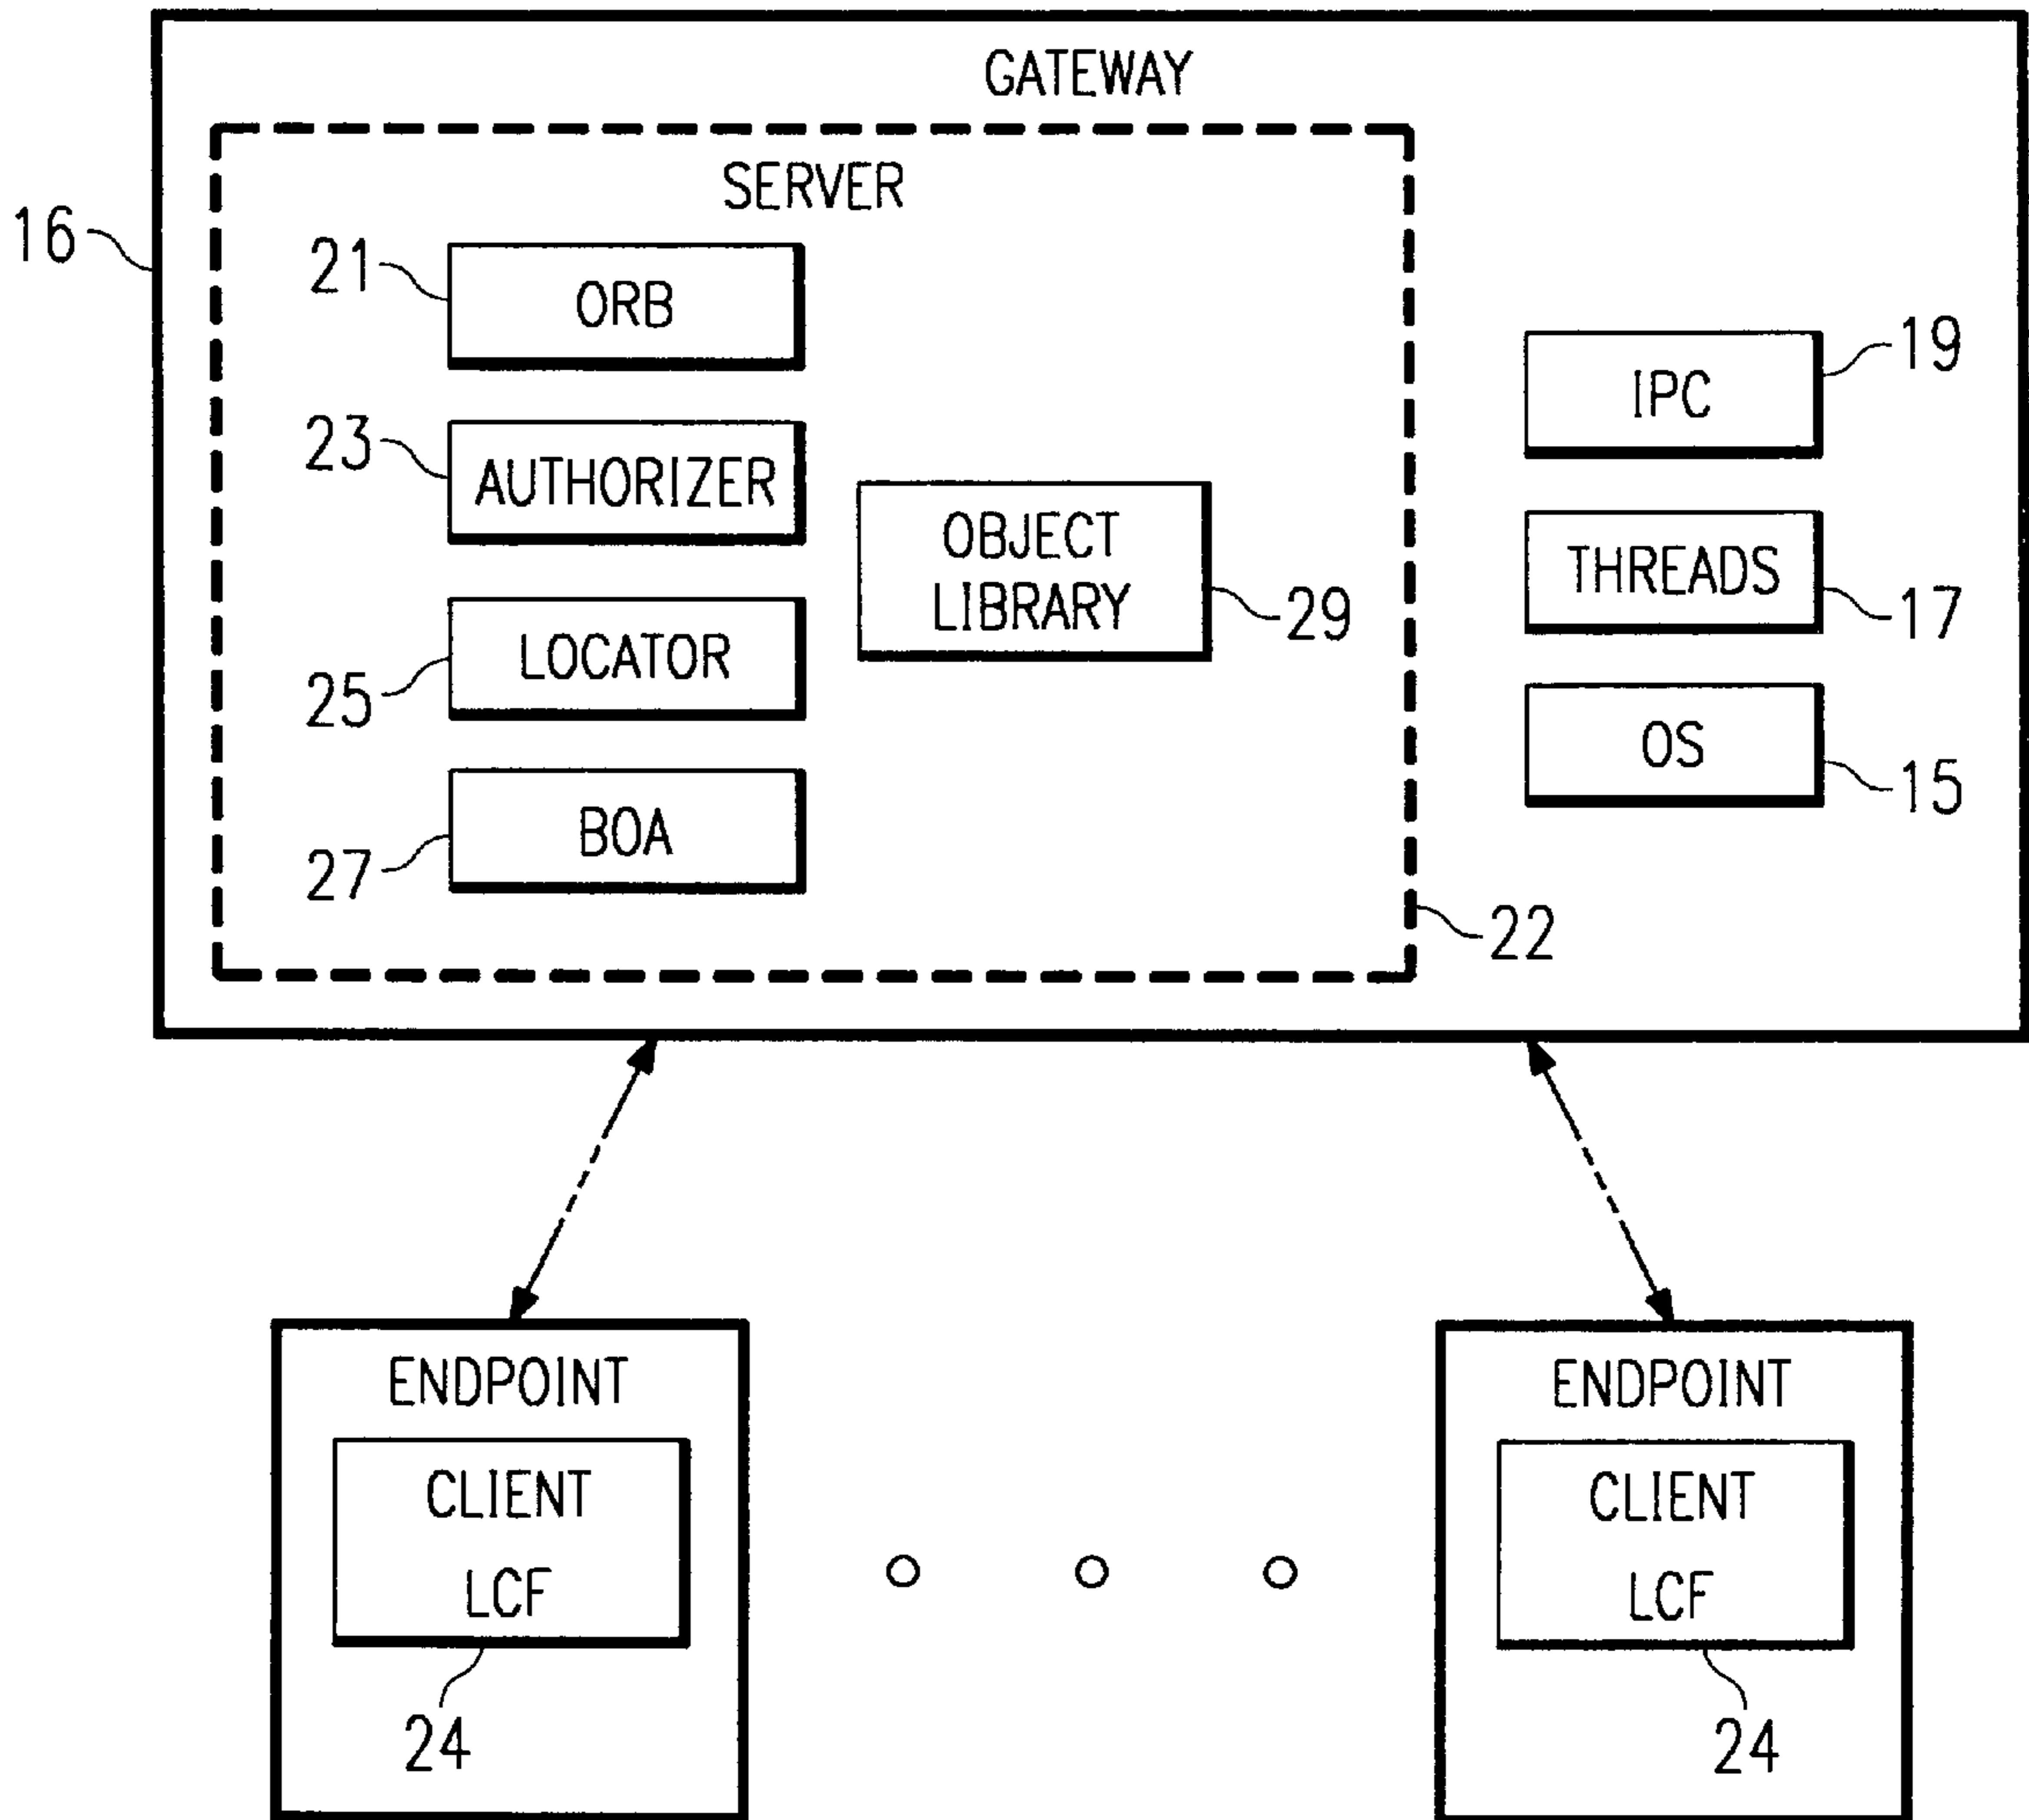 GATEWAY
SERVER
16
21
ORB
19
IPC
23
AUTHORIZER
OBJECT
LIBRARY
29
THREADS
17
25
LOCATOR
OS
15
27
BOA
22
ENDPOINT
CLIENT
LCF
24
ENDPOINT
CLIENT
LCF
24